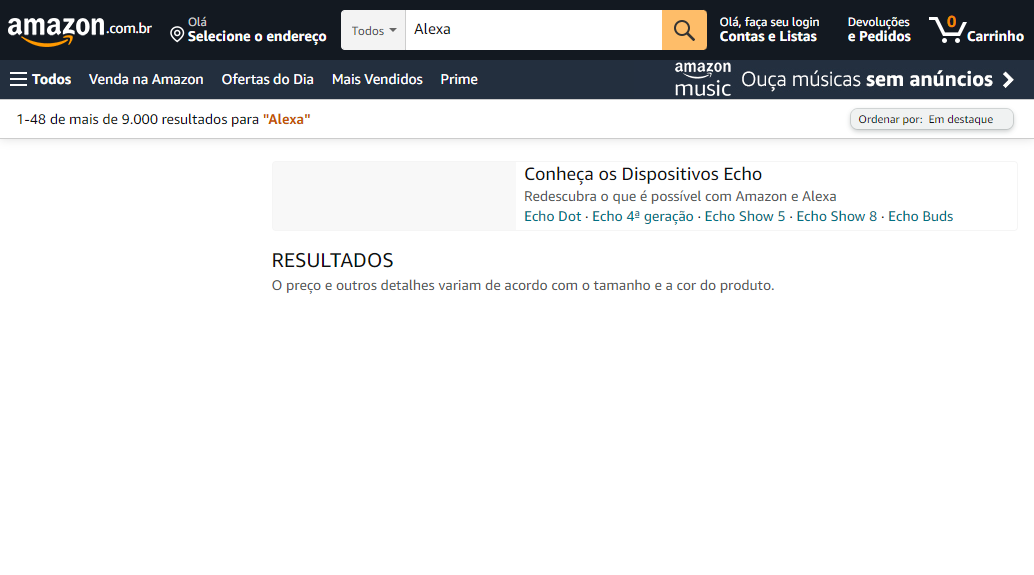 amazon.com.br
Olá
Selecione o endereço
Todos
Alexa
Olá, faça seu login
Contas e Listas
Devoluções
e Pedidos
0
Carrinho
Todos
Venda na Amazon
Ofertas do Dia
Mais Vendidos
Prime
amazon music
Ouça músicas sem anúncios
1-48 de mais de 9.000 resultados para "Alexa"
Ordenar por: Em destaque
Conheça os Dispositivos Echo
Redescubra o que é possível com Amazon e Alexa
Echo Dot · Echo 4ª geração · Echo Show 5 · Echo Show 8 · Echo Buds
RESULTADOS
O preço e outros detalhes variam de acordo com o tamanho e a cor do produto.